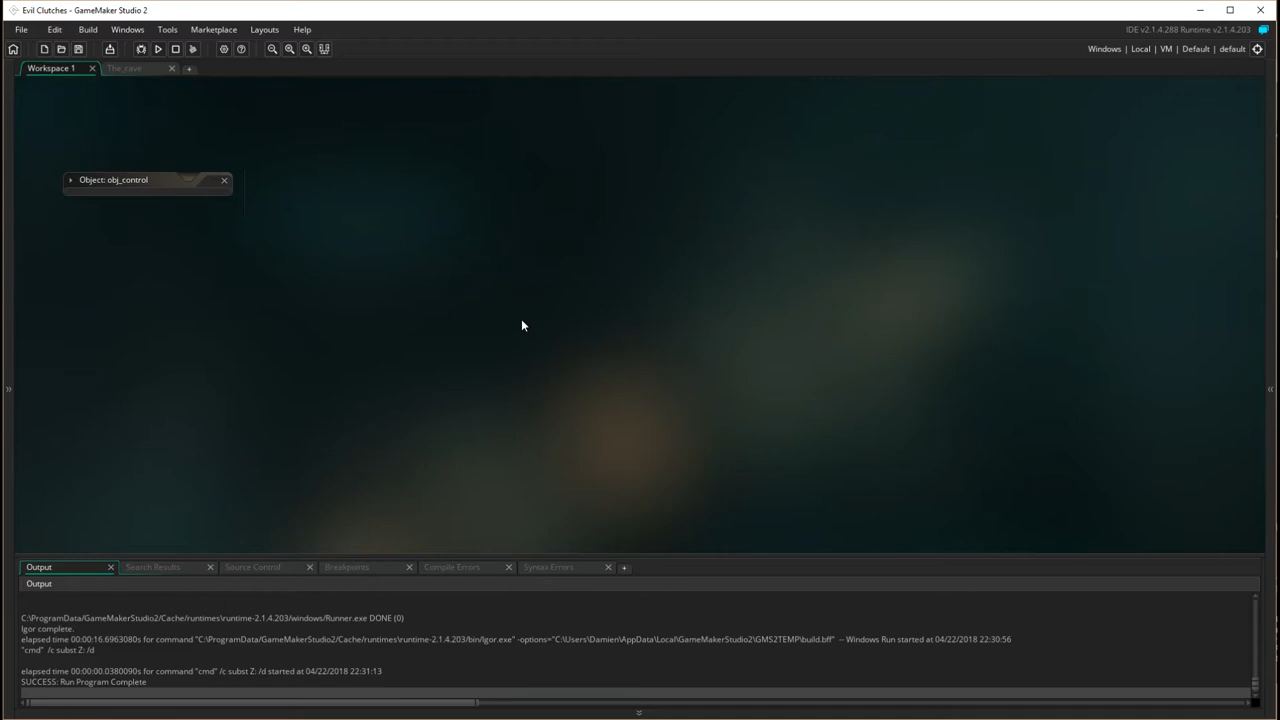 Evil Clutches - GameMaker Studio 2
File Edit Build Windows Tools Marketplace Layouts Help
IDE v2.1.4.288 Runtime v2.1.4.203
Windows | Local | VM | Default | default
Workspace 1
The_cave
Object: obj_control
Output Search Results Source Control Breakpoints Compile Errors Syntax Errors
Output
C:\ProgramData/GameMakerStudio2/Cache/runtimes\runtime-2.1.4.203/windows/Runner.exe DONE (0)
Igor complete.
elapsed time 00:00:16.6963080s for command "C:\ProgramData/GameMakerStudio2/Cache/runtimes\runtime-2.1.4.203/bin/Igor.exe" -options="C:\Users\Damien\AppData\Local\GameMakerStudio2\GMS2TEMP\build.bff" -- Windows Run started at 04/22/2018 22:30:56
"cmd" /c subst Z: /d
elapsed time 00:00:00.0380090s for command "cmd" /c subst Z: /d started at 04/22/2018 22:31:13
SUCCESS: Run Program Complete